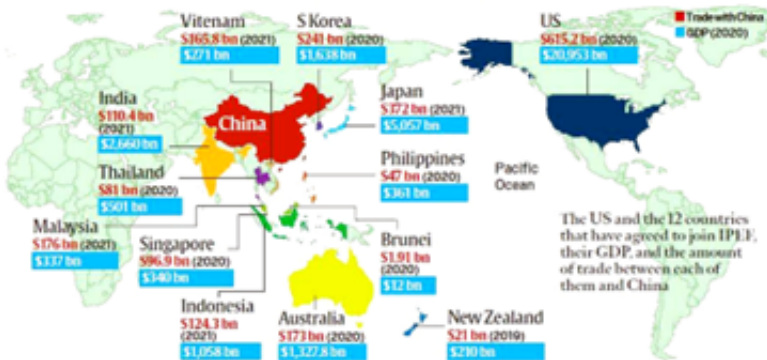 Vitenam
$165.8 bn (2021)
$271 bn
S Korea
$241 bn (2020)
$1,638 bn
US
$615.2 bn (2020)
$20,953 bn
Trade with China
GDP (2020)
India
$110.4 bn
(2021)
$2,660 bn
China
Japan
$372 bn (2021)
$5,057 bn
Thailand
$81 bn (2020)
$501 bn
Philippines
$47 bn (2020)
$361 bn
Pacific
Ocean
Malaysia
$176 bn (2021)
$337 bn
Singapore
$96.9 bn (2020)
$340 bn
Brunei
$1.91 bn
(2020)
$12 bn
The US and the 12 countries
that have agreed to join IPEF,
their GDP, and the amount
of trade between each of
them and China
Indonesia
$124.3 bn
(2021)
$1,058 bn
Australia
$173 bn (2020)
$1,327.8 bn
New Zealand
$21 bn (2019)
$210 bn